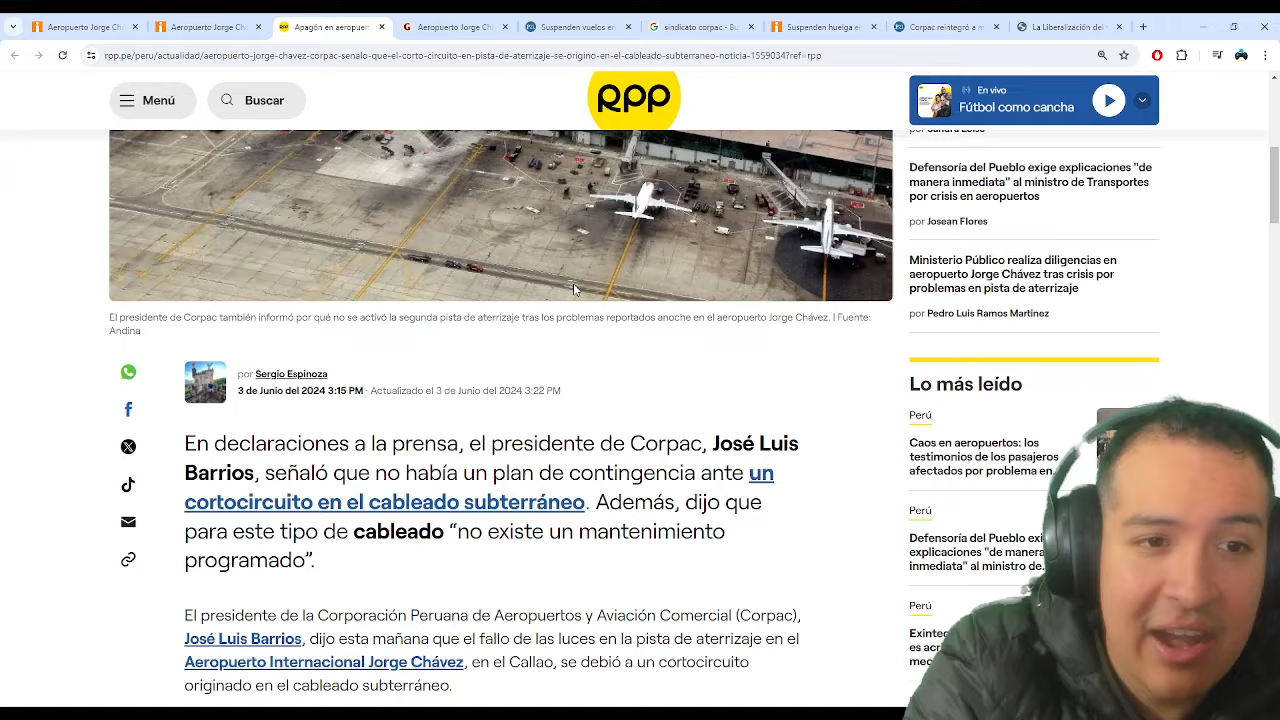 Aeropuerto Jorge Ch
Aeropuerto Jorge Ch
Apagón en aeropuer
Aeropuerto Jorge Ch
Suspenden vuelos en
sindicato corpac - Bu
Suspenden huelga e
Corpac reintegró a m
La Liberalización del
rpp.pe/peru/actualidad/aeropuerto-jorge-chavez-corpac-senalo-que-el-corto-circuito-en-pista-de-aterrizaje-se-origino-en-el-cableado-subterraneo-noticia-1559034?ref=rpp
Menú
Buscar
rpp
En vivo
Fútbol como cancha
Defensoría del Pueblo exige explicaciones "de
manera inmediata" al ministro de Transportes
por crisis en aeropuertos
por Josean Flores
Ministerio Público realiza diligencias en
aeropuerto Jorge Chávez tras crisis por
problemas en pista de aterrizaje
por Pedro Luis Ramos Martinez
El presidente de Corpac también informó por qué no se activó la segunda pista de aterrizaje tras los problemas reportados anoche en el aeropuerto Jorge Chávez. | Fuente:
Andina
por Sergio Espinoza
3 de Junio del 2024 3:15 PM · Actualizado el 3 de Junio del 2024 3:22 PM
En declaraciones a la prensa, el presidente de Corpac, José Luis
Barrios, señaló que no había un plan de contingencia ante un
cortocircuito en el cableado subterráneo. Además, dijo que
para este tipo de cableado “no existe un mantenimiento
programado”.
El presidente de la Corporación Peruana de Aeropuertos y Aviación Comercial (Corpac),
José Luis Barrios, dijo esta mañana que el fallo de las luces en la pista de aterrizaje en el
Aeropuerto Internacional Jorge Chávez, en el Callao, se debió a un cortocircuito
originado en el cableado subterráneo.
Lo más leído
Perú
Caos en aeropuertos: los
testimonios de los pasajeros
afectados por problema en
Perú
Defensoría del Pueblo exi
explicaciones "de manera
inmediata" al ministro de
Perú
Exinteg
es acri
mec